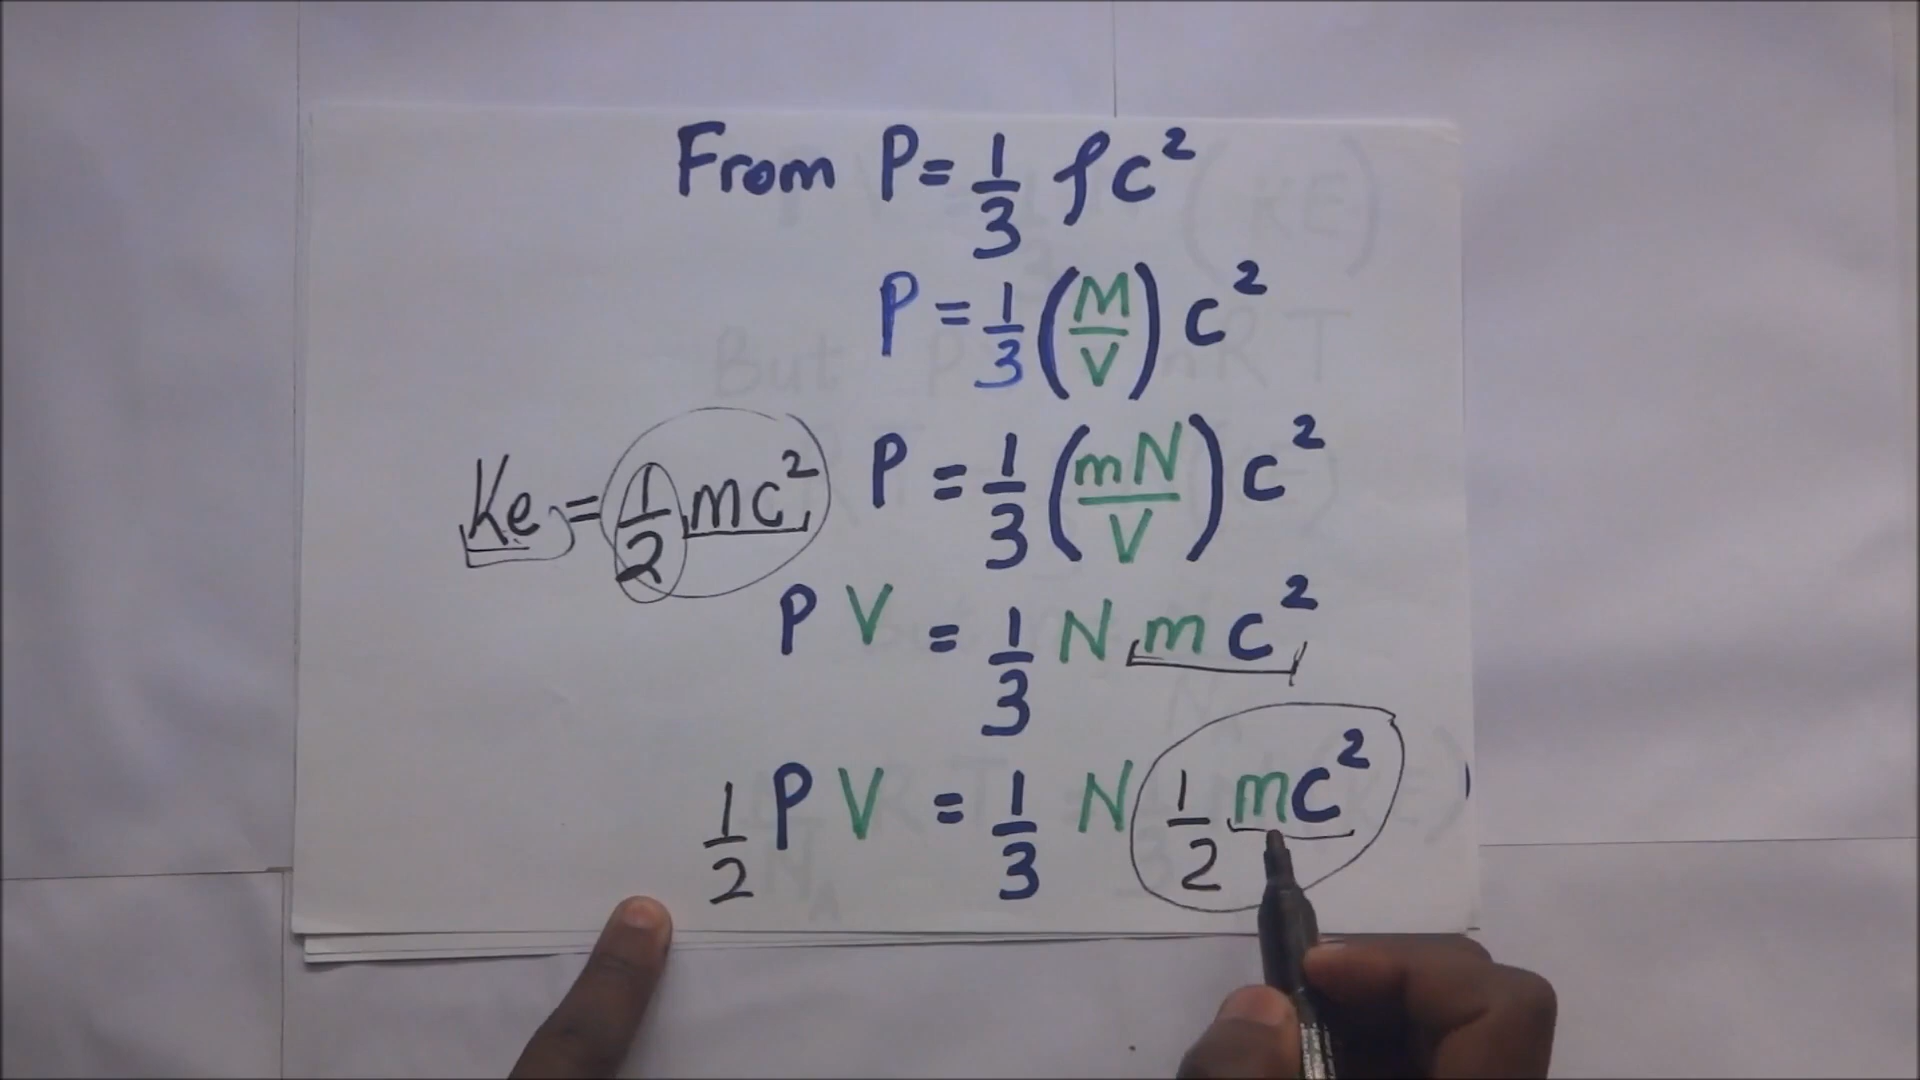 From P = 1/3 ρc²
P = 1/3 (M/V) c²
Ke = 1/2 mc²
P = 1/3 (mN/V) c²
PV = 1/3 N mc²
1/2 PV = 1/3 N 1/2 mc²